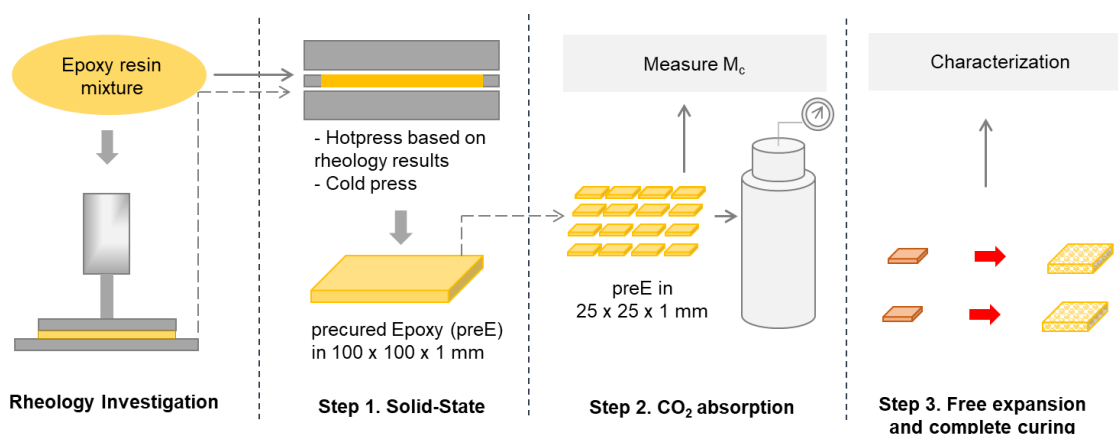 Epoxy resin
mixture
Rheology Investigation
- Hotpress based on
rheology results
- Cold press
precured Epoxy (preE)
in 100 x 100 x 1 mm
Step 1. Solid-State
Measure Mc
preE in
25 x 25 x 1 mm
Step 2. CO2 absorption
Characterization
Step 3. Free expansion
and complete curing